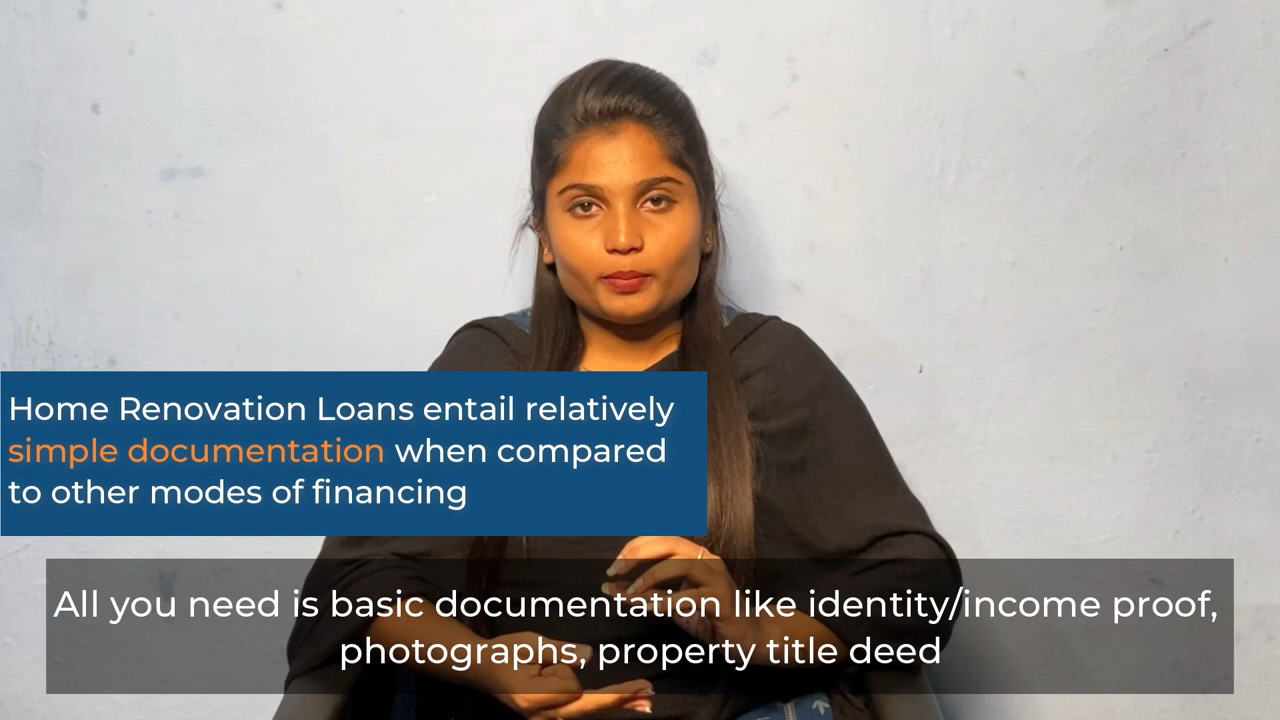 Home Renovation Loans entail relatively
simple documentation when compared
to other modes of financing
All you need is basic documentation like identity/income proof,
photographs, property title deed